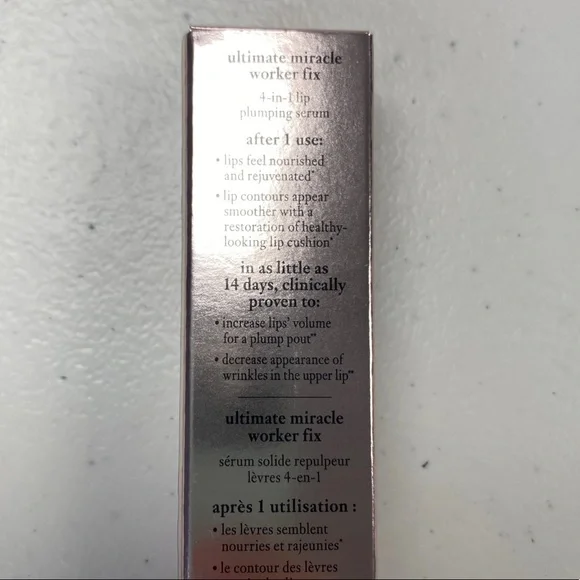 ultimate miracle
worker fix
4-in-1 lip
plumping serum
after 1 use:
• lips feel nourished
and rejuvenated*
• lip contours appear
smoother with a
restoration of healthy-
looking lip cushion*
in as little as
14 days, clinically
proven to:
• increase lips' volume
for a plump pout**
• decrease appearance of
wrinkles in the upper lip**
ultimate miracle
worker fix
sérum solide repulpeur
lèvres 4-en-1
après 1 utilisation :
• les lèvres semblent
nourries et rajeunies*
• le contour des lèvres